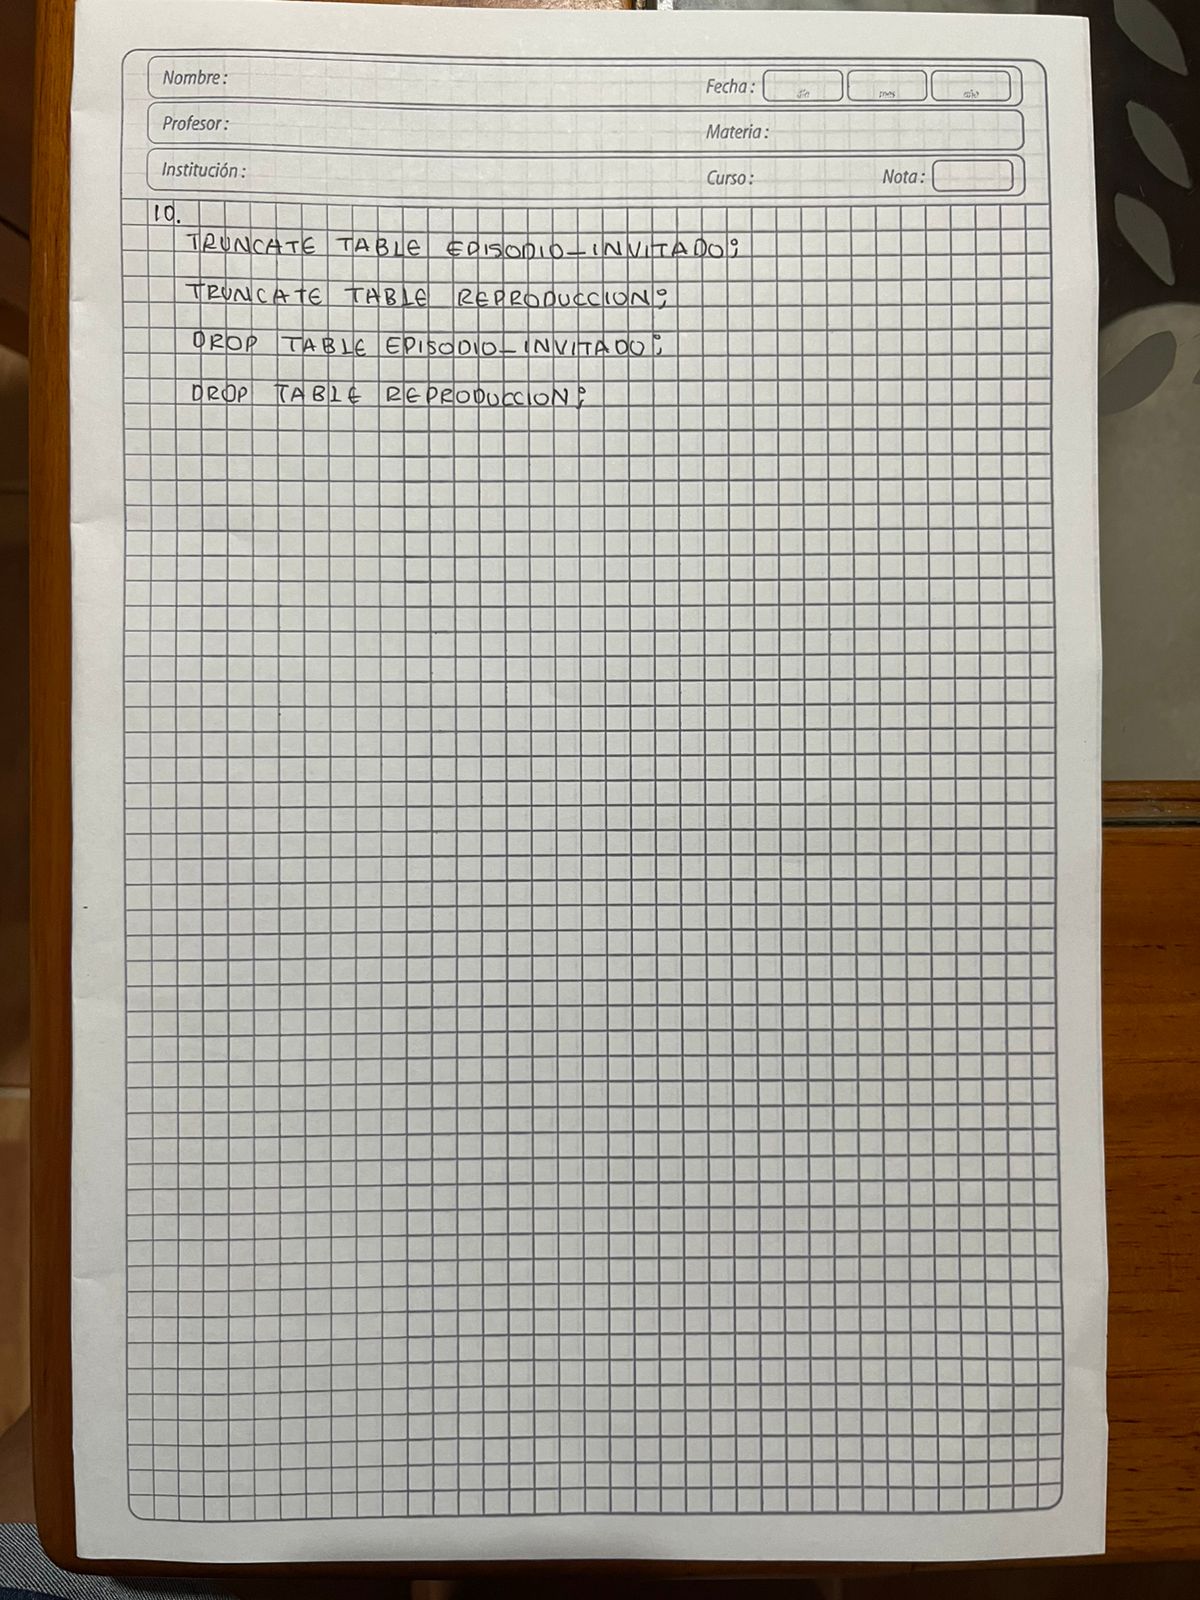 Nombre: Fecha: día mes año
Profesor: Materia:
Institución: Curso: Nota:
10.
TRUNCATE TABLE EPISODIO_INVITADO;
TRUNCATE TABLE REPRODUCCION;
DROP TABLE EPISODIO_INVITADO;
DROP TABLE REPRODUCCION;